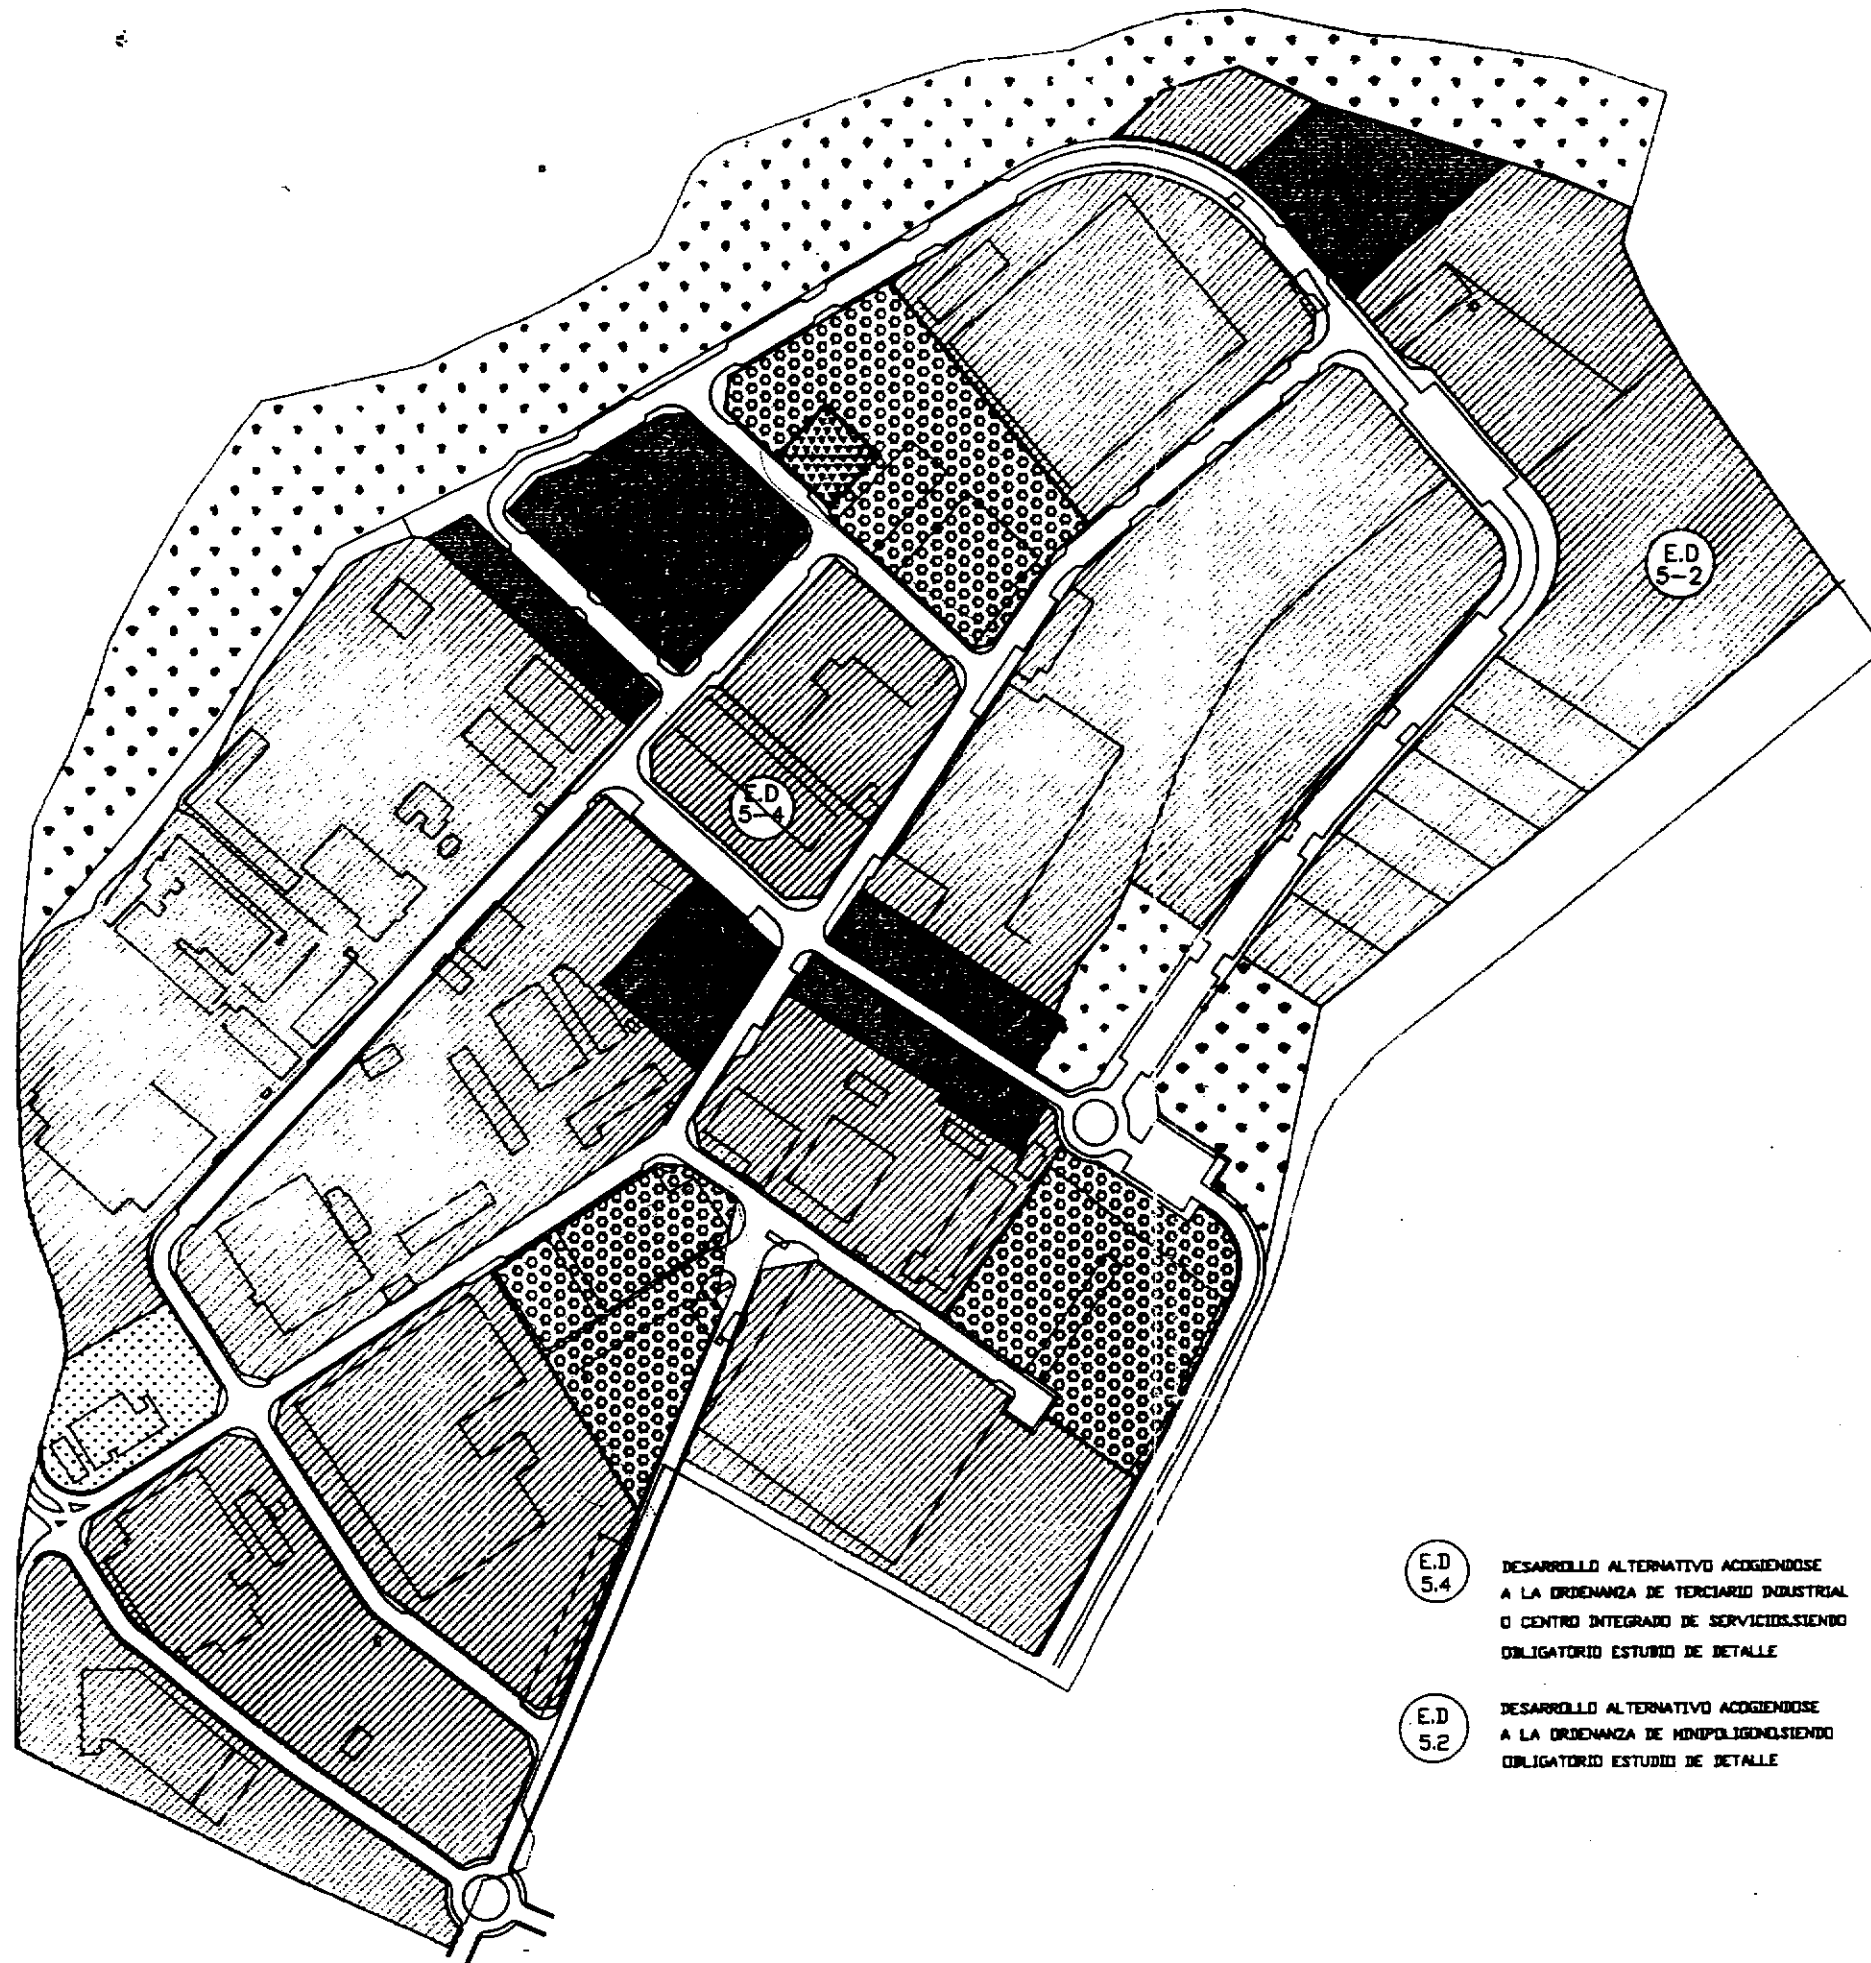 E.D
5-2
E.D
5-4
E.D
5.4
DESARROLLO ALTERNATIVO ACOGIENDOSE
A LA ORDENANZA DE TERCIARIO INDUSTRIAL
O CENTRO INTEGRADO DE SERVICIOS,SIENDO
OBLIGATORIO ESTUDIO DE DETALLE
E.D
5.2
DESARROLLO ALTERNATIVO ACOGIENDOSE
A LA ORDENANZA DE MINIPOLIGONO,SIENDO
OBLIGATORIO ESTUDIO DE DETALLE